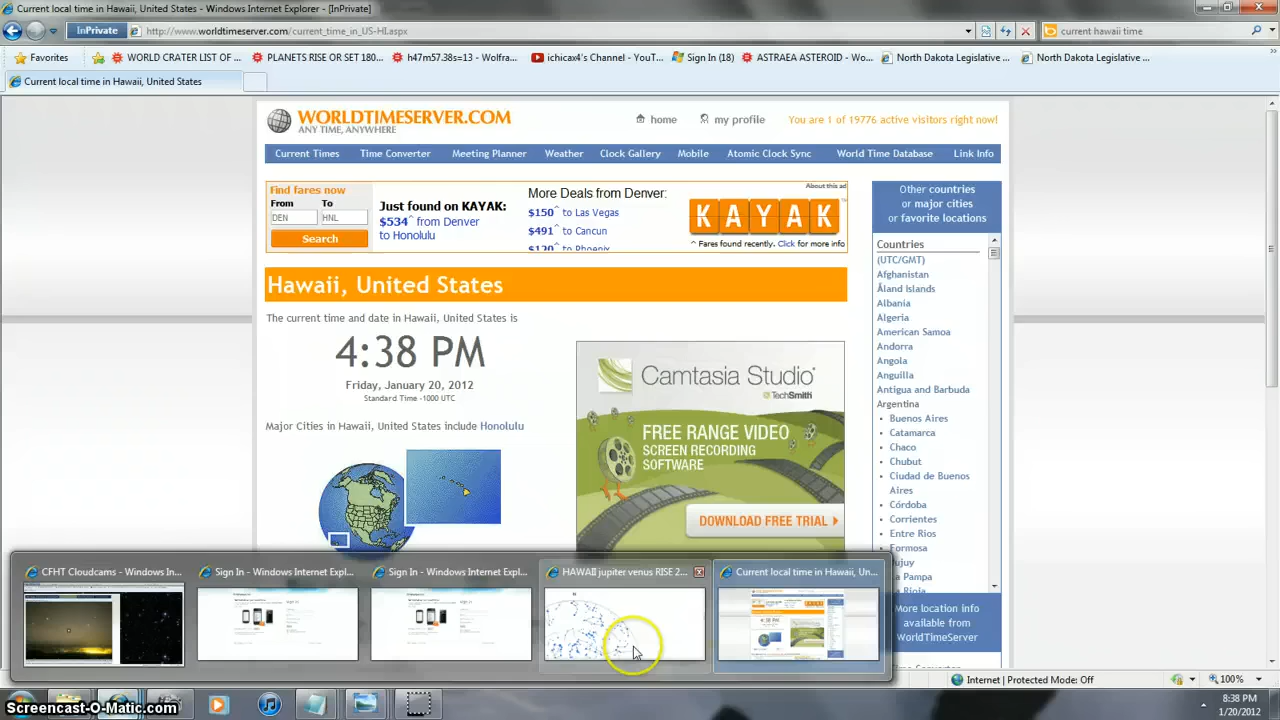 Current local time in Hawaii, United States - Windows Internet Explorer - [InPrivate]
InPrivate http://www.worldtimeserver.com/current_time_in_US-HI.aspx current hawaii time
Favorites WORLD CRATER LIST OF ... PLANETS RISE OR SET 180... h47m57.38s=13 - Wolfra... ichicax4's Channel - YouT... Sign In (18) ASTRAEA ASTEROID - Wo... North Dakota Legislative ... North Dakota Legislative ...
Current local time in Hawaii, United States
WORLDTIMESERVER.COM
ANY TIME, ANYWHERE
home my profile You are 1 of 19776 active visitors right now!
Current Times Time Converter Meeting Planner Weather Clock Gallery Mobile Atomic Clock Sync World Time Database Link Info
Find fares now
From To
DEN HNL
Search
Just found on KAYAK:
$534^ from Denver
to Honolulu
More Deals from Denver:
$150^ to Las Vegas
$491^ to Cancun
$120^ to Phoenix
About this ad
KAYAK
^ Fares found recently. Click for more info
Other countries
or major cities
or favorite locations
Countries
(UTC/GMT)
Afghanistan
Åland Islands
Albania
Algeria
American Samoa
Andorra
Angola
Anguilla
Antigua and Barbuda
Argentina
• Buenos Aires
• Catamarca
• Chaco
• Chubut
• Ciudad de Buenos
Aires
• Córdoba
• Corrientes
• Entre Rios
• Formosa
Jujuy
La Pampa
La Rioja
More location info
available from
WorldTimeServer
Hawaii, United States
The current time and date in Hawaii, United States is
4:38 PM
Friday, January 20, 2012
Standard Time -1000 UTC
Major Cities in Hawaii, United States include Honolulu
Camtasia Studio®
TechSmith
FREE RANGE VIDEO
SCREEN RECORDING
SOFTWARE
DOWNLOAD FREE TRIAL
CFHT Cloudcams - Windows In...
Sign In - Windows Internet Expl...
Sign In - Windows Internet Expl...
HAWAII jupiter venus RISE 2...
Current local time in Hawaii, Un...
Time Converter
Internet | Protected Mode: Off 100%
Screencast-O-Matic.com
8:38 PM
1/20/2012